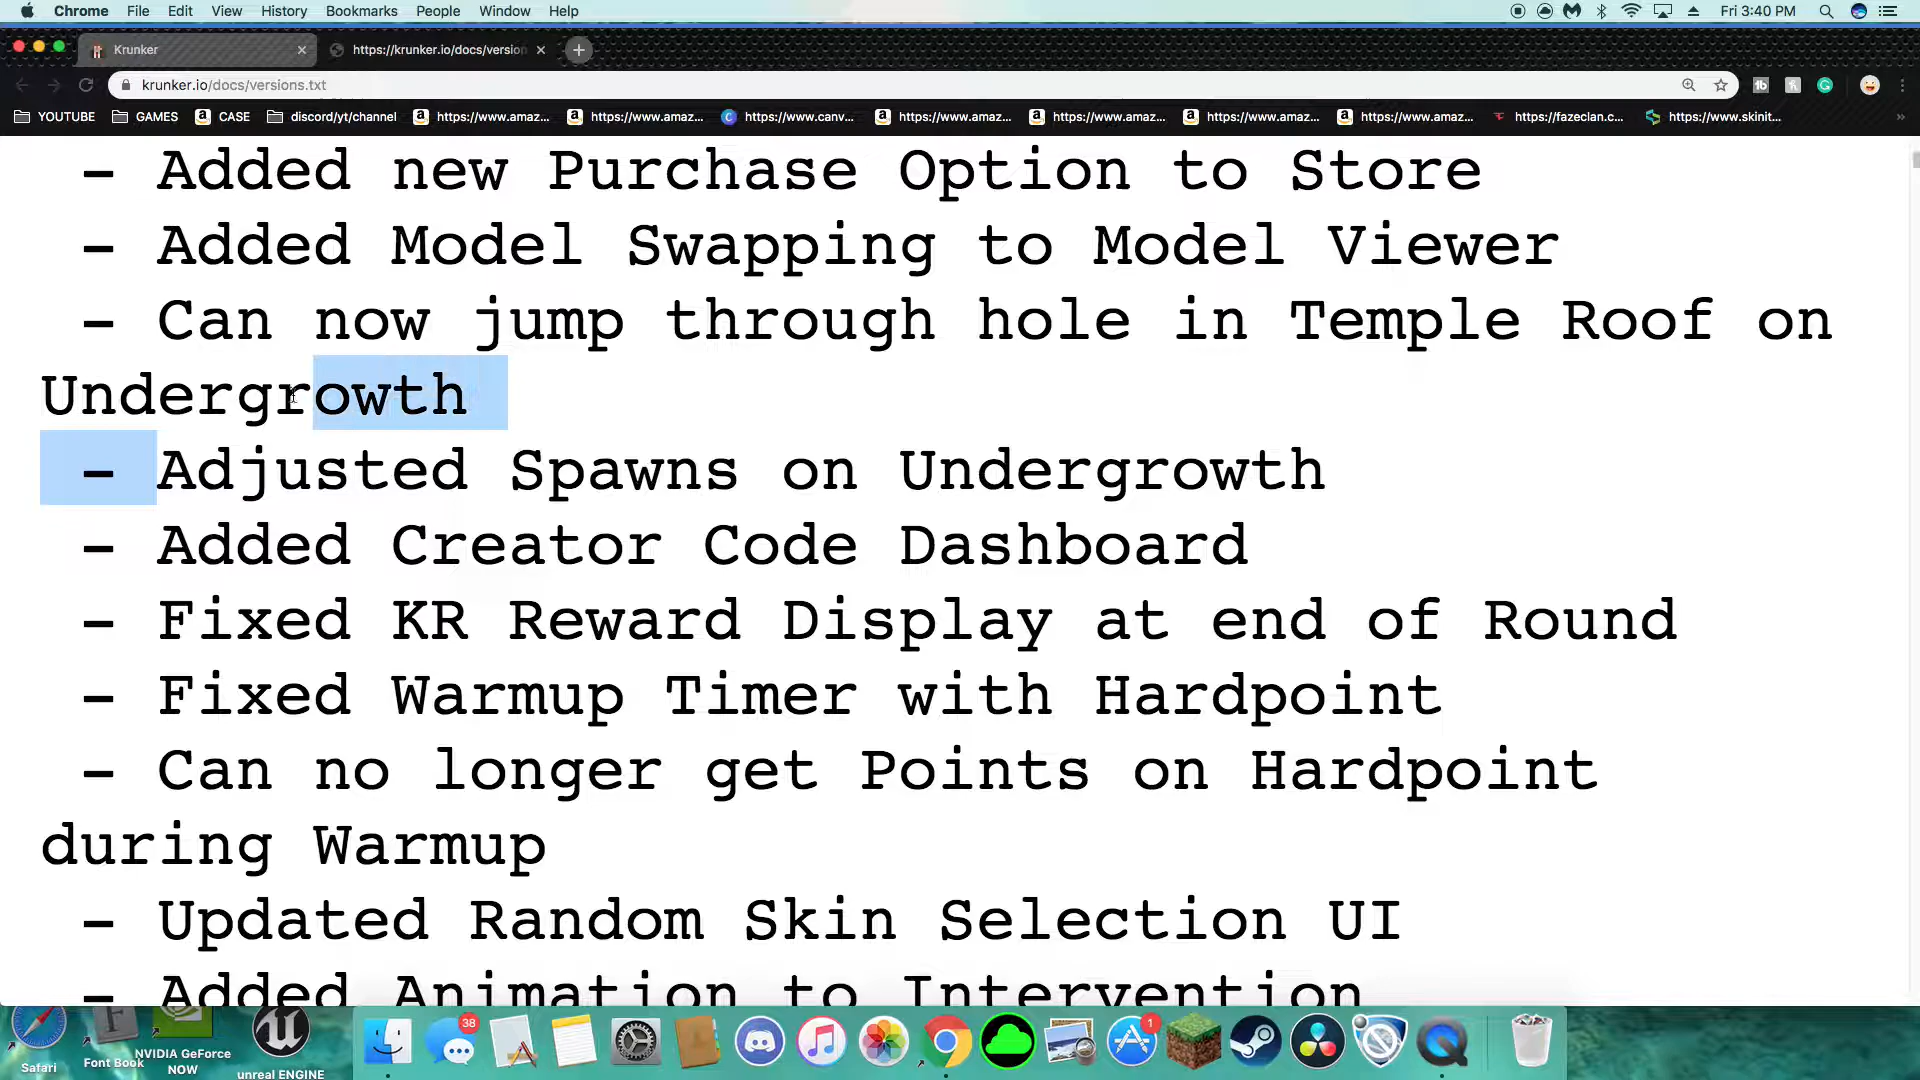 Chrome File Edit View History Bookmarks People Window Help Fri 3:40 PM
Krunker https://krunker.io/docs/version
krunker.io/docs/versions.txt
YOUTUBE GAMES CASE discord/yt/channel https://www.amaz... https://www.amaz... https://www.canv... https://www.amaz... https://www.amaz... https://www.amaz... https://www.amaz... https://fazeclan.c... https://www.skinit...
- Added new Purchase Option to Store
- Added Model Swapping to Model Viewer
- Can now jump through hole in Temple Roof on
Undergrowth
- Adjusted Spawns on Undergrowth
- Added Creator Code Dashboard
- Fixed KR Reward Display at end of Round
- Fixed Warmup Timer with Hardpoint
- Can no longer get Points on Hardpoint
during Warmup
- Updated Random Skin Selection UI
- Added Animation to Intervention
38
1
Safari
Font Book
NVIDIA GeForce
NOW
unreal ENGINE